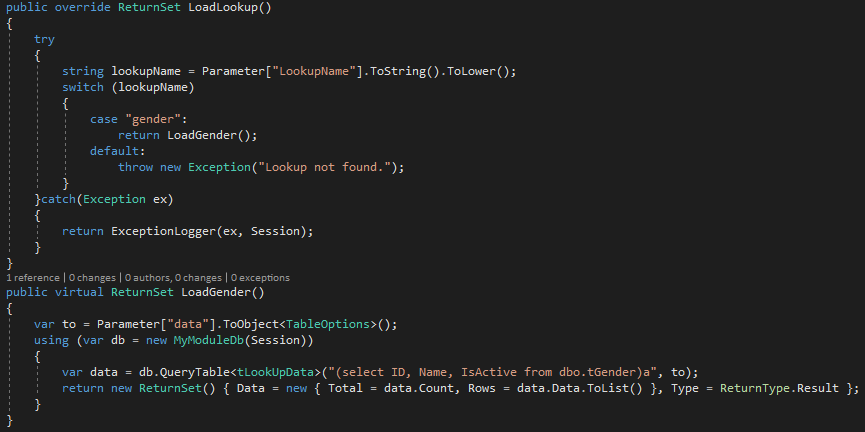 public override ReturnSet LoadLookup()
{
try
{
string lookupName = Parameter["LookupName"].ToString().ToLower();
switch (lookupName)
{
case "gender":
return LoadGender();
default:
throw new Exception("Lookup not found.");
}
}catch(Exception ex)
{
return ExceptionLogger(ex, Session);
}
}
1 reference | 0 changes | 0 authors, 0 changes | 0 exceptions
public virtual ReturnSet LoadGender()
{
var to = Parameter["data"].ToObject<TableOptions>();
using (var db = new MyModuleDb(Session))
{
var data = db.QueryTable<tLookUpData>("(select ID, Name, IsActive from dbo.tGender)a", to);
return new ReturnSet() { Data = new { Total = data.Count, Rows = data.Data.ToList() }, Type = ReturnType.Result };
}
}